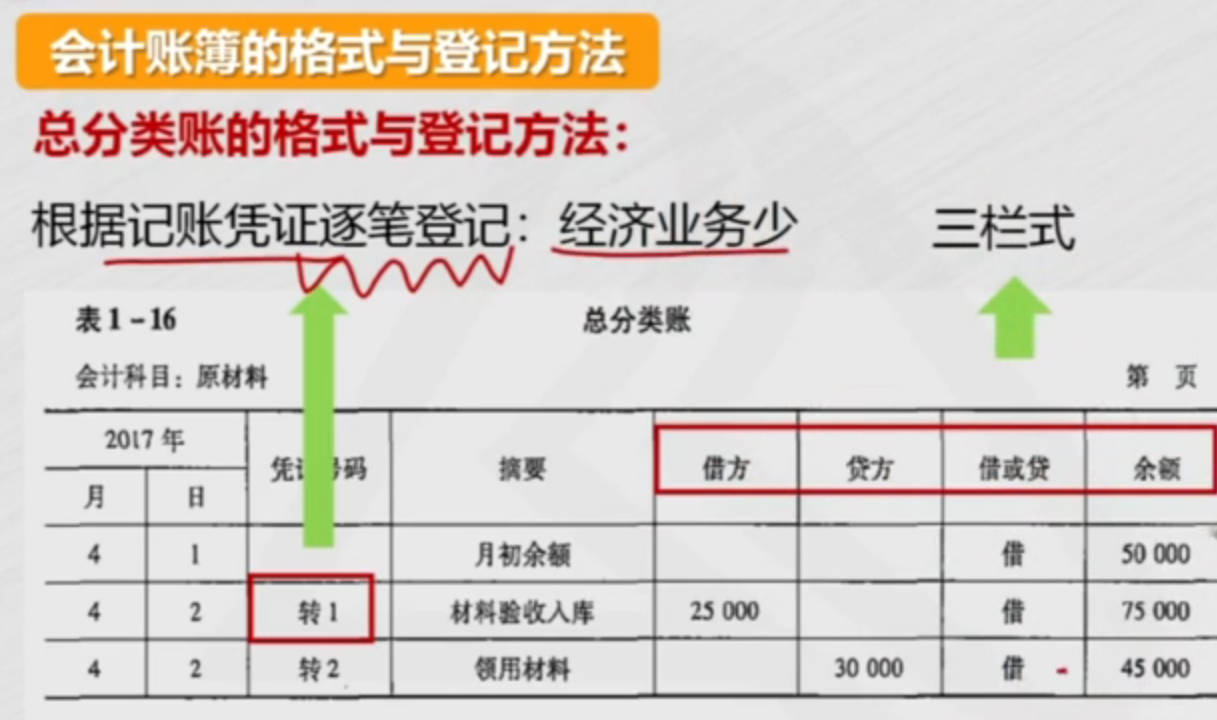 会计账簿的格式与登记方法
总分类账的格式与登记方法：
根据记账凭证逐笔登记：经济业务少 三栏式
表1－16 总分类账
会计科目：原材料 第 页
2017 年 凭 号码 摘要 借方 贷方 借或贷 余额
月 日
4 1 月初余额 借 50 000
4 2 转1 材料验收入库 25 000 借 75 000
4 2 转2 领用材料 30 000 借 45 000